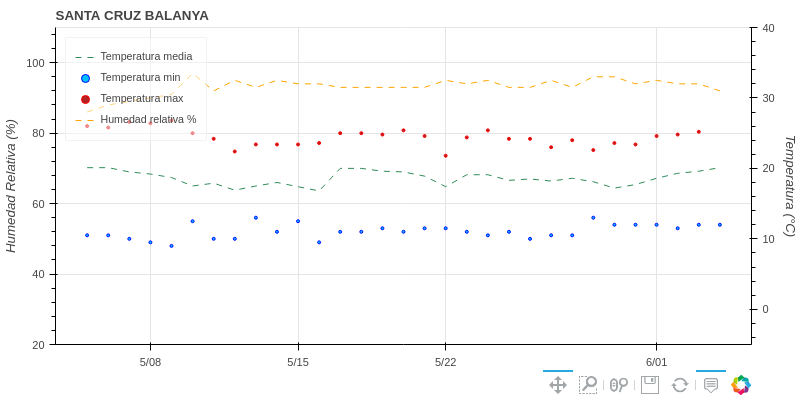 SANTA CRUZ BALANYA
Temperatura media
Temperatura min
Temperatura max
Humedad relativa %
Humedad Relativa (%)
100
80
60
40
20
40
30
20
10
0
Temperatura (°C)
5/08
5/15
5/22
6/01